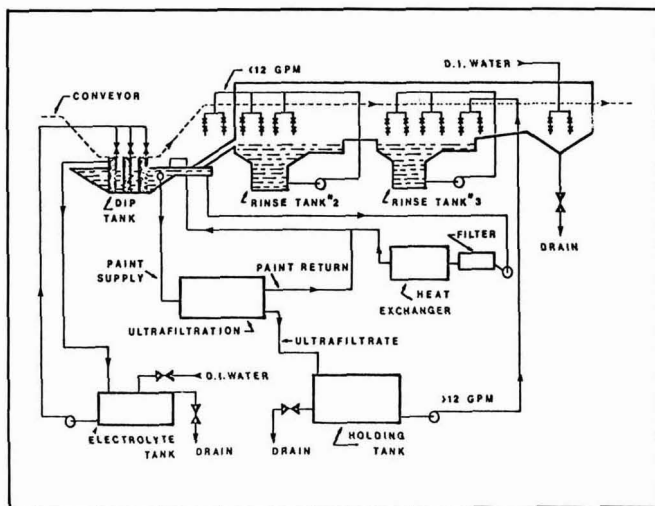 <12 GPM
D.I. WATER
CONVEYOR
DIP
TANK
RINSE TANK #2
RINSE TANK #3
DRAIN
PAINT
SUPPLY
PAINT RETURN
FILTER
HEAT
EXCHANGER
ULTRAFILTRATION
ULTRAFILTRATE
D.I. WATER
>12 GPM
ELECTROLYTE
TANK
DRAIN
DRAIN
HOLDING
TANK